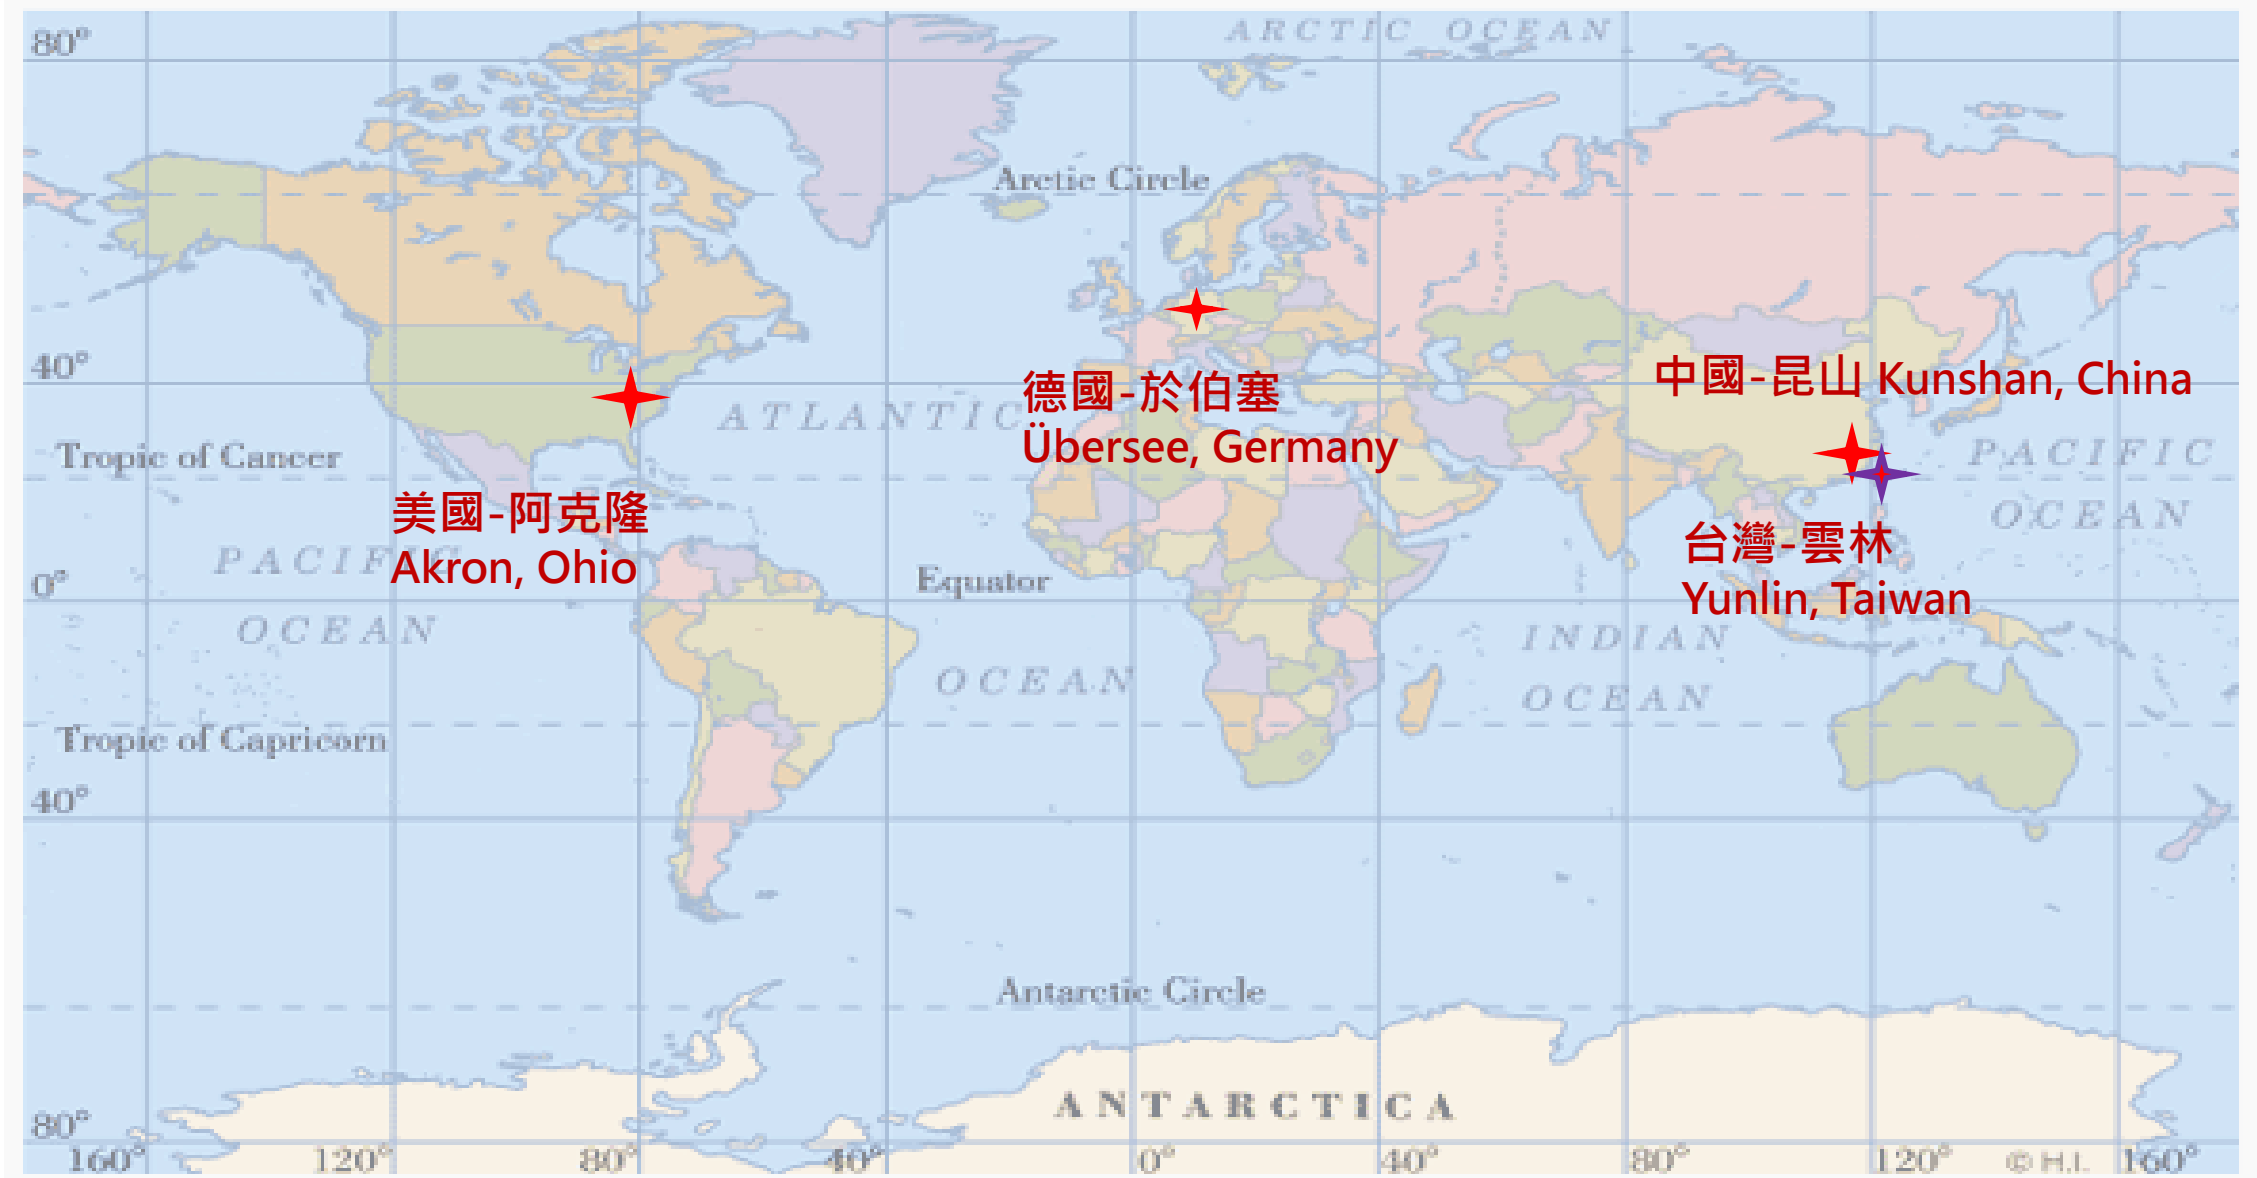 ARCTIC OCEAN
80°
Arctic Circle
40°
中國-昆山 Kunshan, China
德國-於伯塞
Übersee, Germany
ATLANTIC
Tropic of Cancer
PACIFIC
OCEAN
美國-阿克隆
Akron, Ohio
台灣-雲林
Yunlin, Taiwan
PACIFIC
OCEAN
0°
Equator
INDIAN
OCEAN
OCEAN
Tropic of Capricorn
40°
Antarctic Circle
ANTARCTICA
80°
160° 120° 80° 40° 0° 40° 80° 120° © H.I. 160°